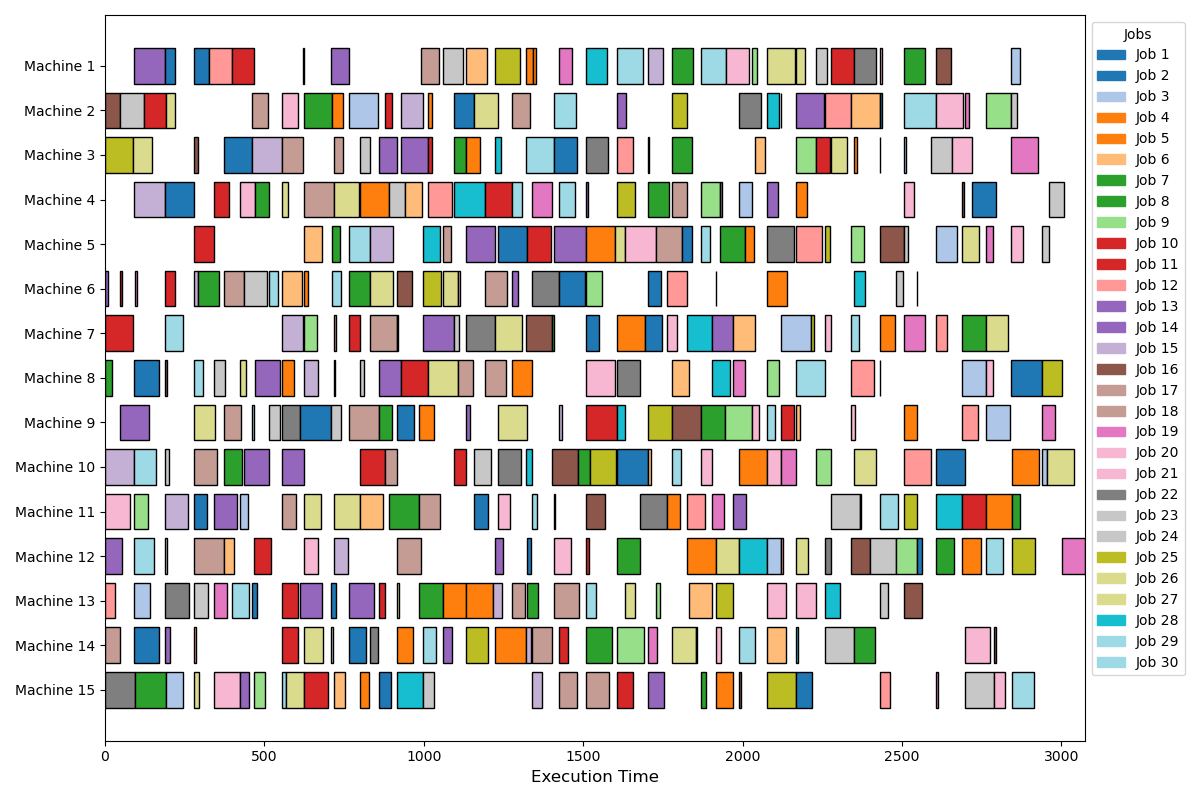 Machine 1
Machine 2
Machine 3
Machine 4
Machine 5
Machine 6
Machine 7
Machine 8
Machine 9
Machine 10
Machine 11
Machine 12
Machine 13
Machine 14
Machine 15
0 500 1000 1500 2000 2500 3000
Execution Time
Jobs
Job 1
Job 2
Job 3
Job 4
Job 5
Job 6
Job 7
Job 8
Job 9
Job 10
Job 11
Job 12
Job 13
Job 14
Job 15
Job 16
Job 17
Job 18
Job 19
Job 20
Job 21
Job 22
Job 23
Job 24
Job 25
Job 26
Job 27
Job 28
Job 29
Job 30